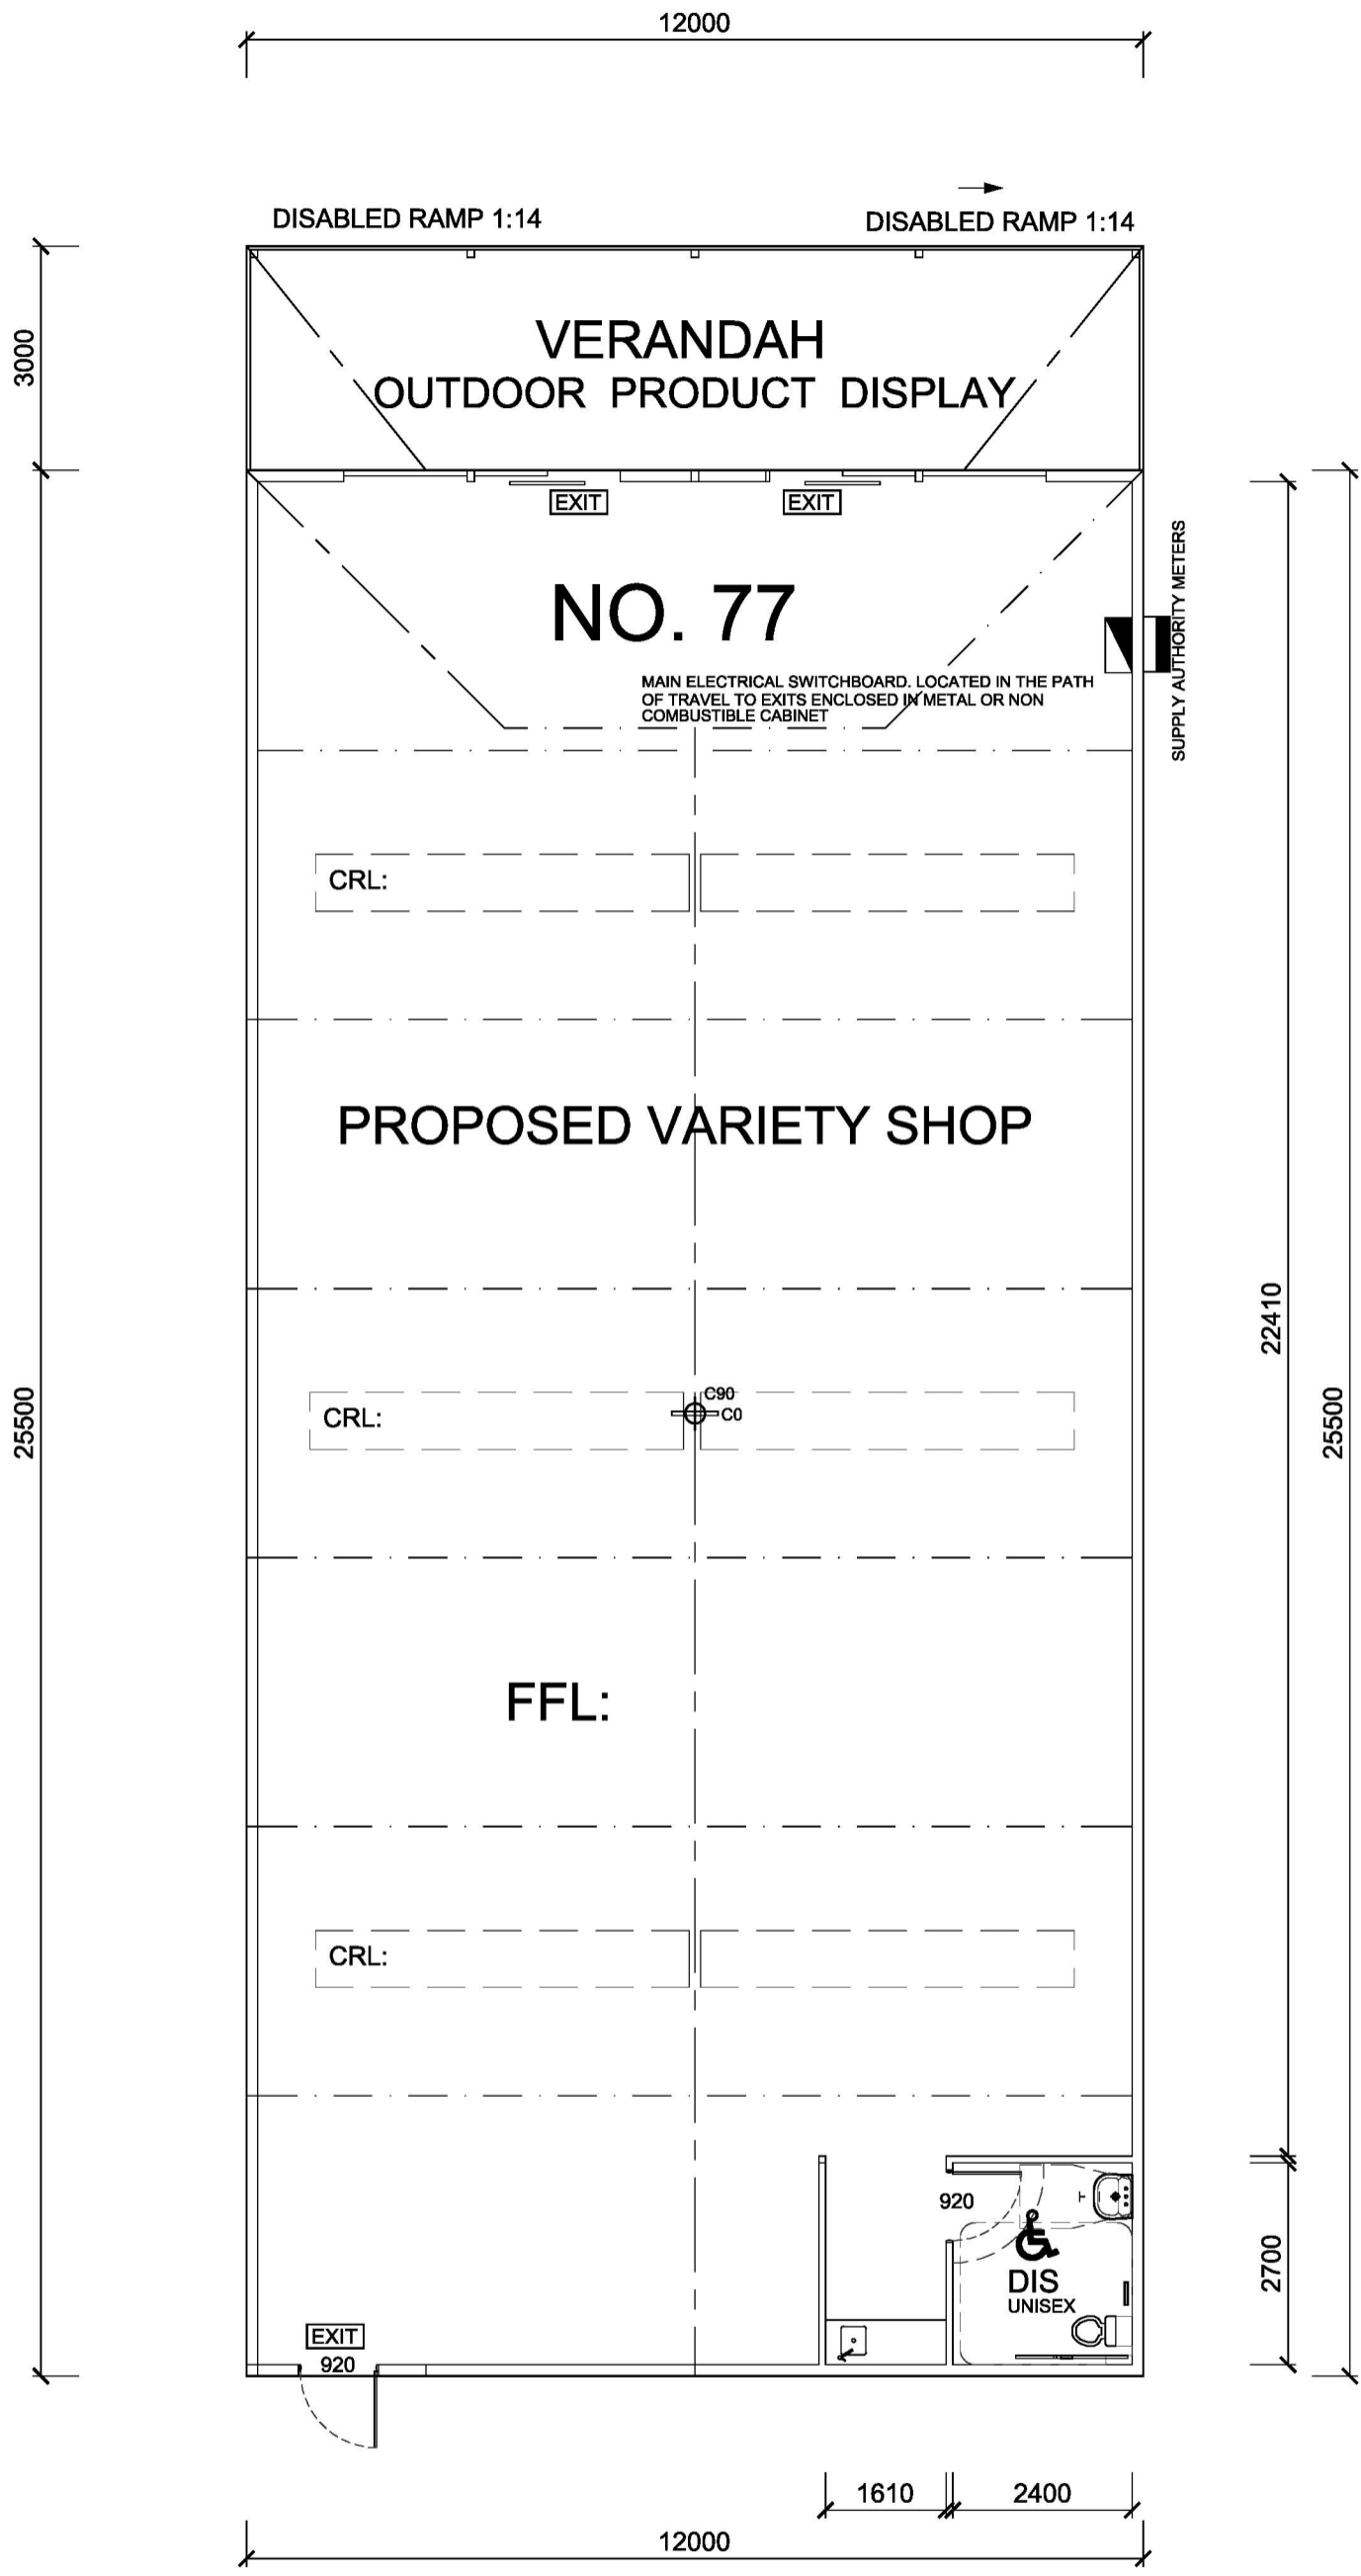 12000
DISABLED RAMP 1:14
DISABLED RAMP 1:14
3000
VERANDAH
OUTDOOR PRODUCT DISPLAY
EXIT
EXIT
NO. 77
SUPPLY AUTHORITY METERS
MAIN ELECTRICAL SWITCHBOARD. LOCATED IN THE PATH
OF TRAVEL TO EXITS ENCLOSED IN METAL OR NON
COMBUSTIBLE CABINET
CRL:
PROPOSED VARIETY SHOP
22410
25500
25500
CRL:
C90
C0
FFL:
CRL:
920
DIS
UNISEX
2700
EXIT
920
1610
2400
12000